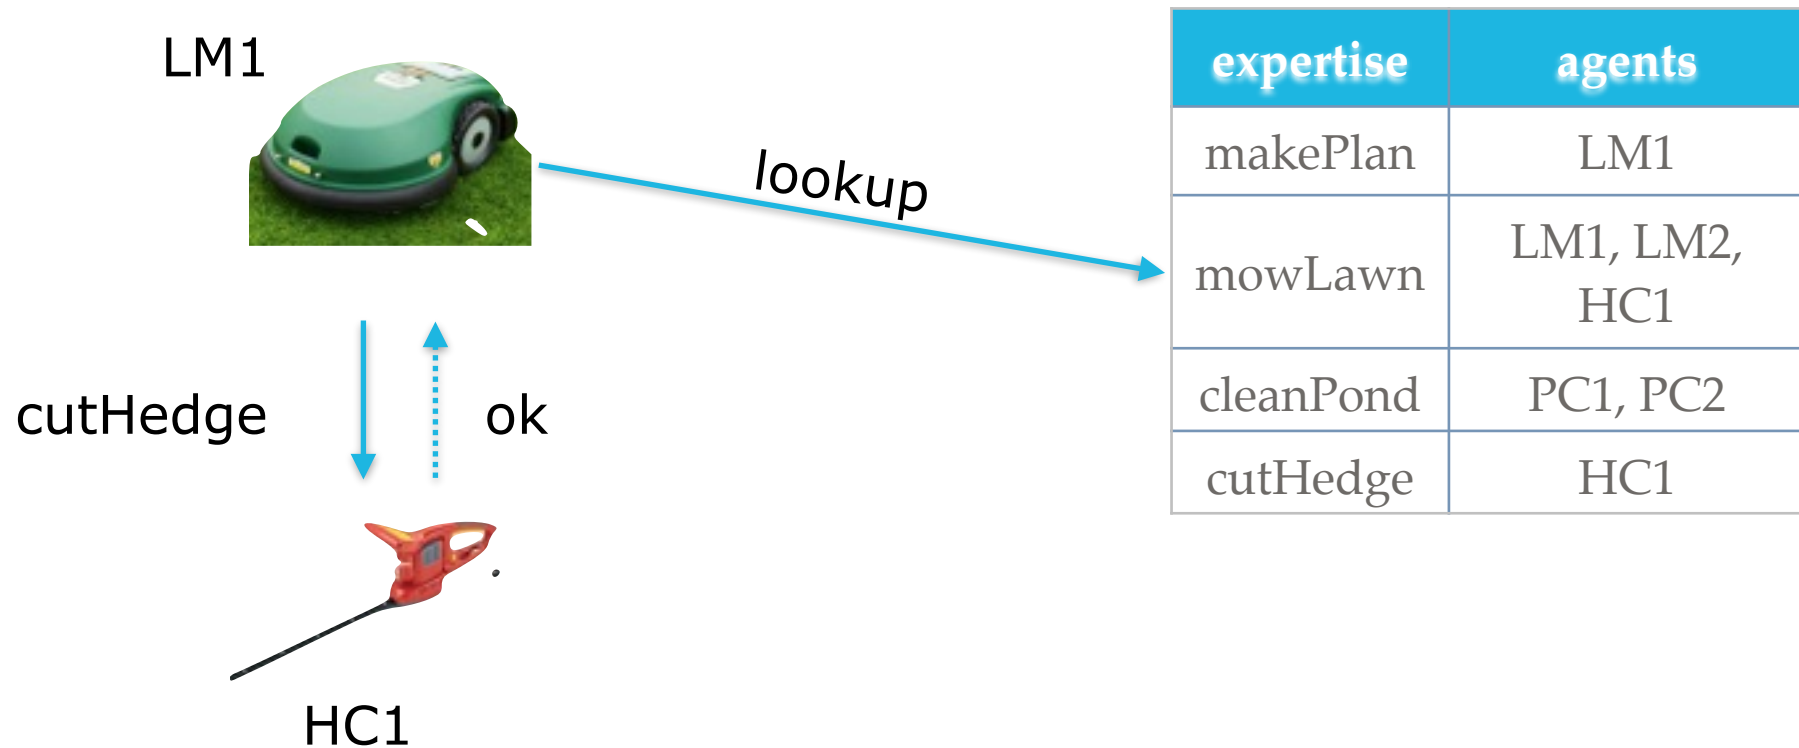 LM1
lookup
cutHedge
ok
HC1
expertise agents
makePlan LM1
mowLawn LM1, LM2,
HC1
cleanPond PC1, PC2
cutHedge HC1